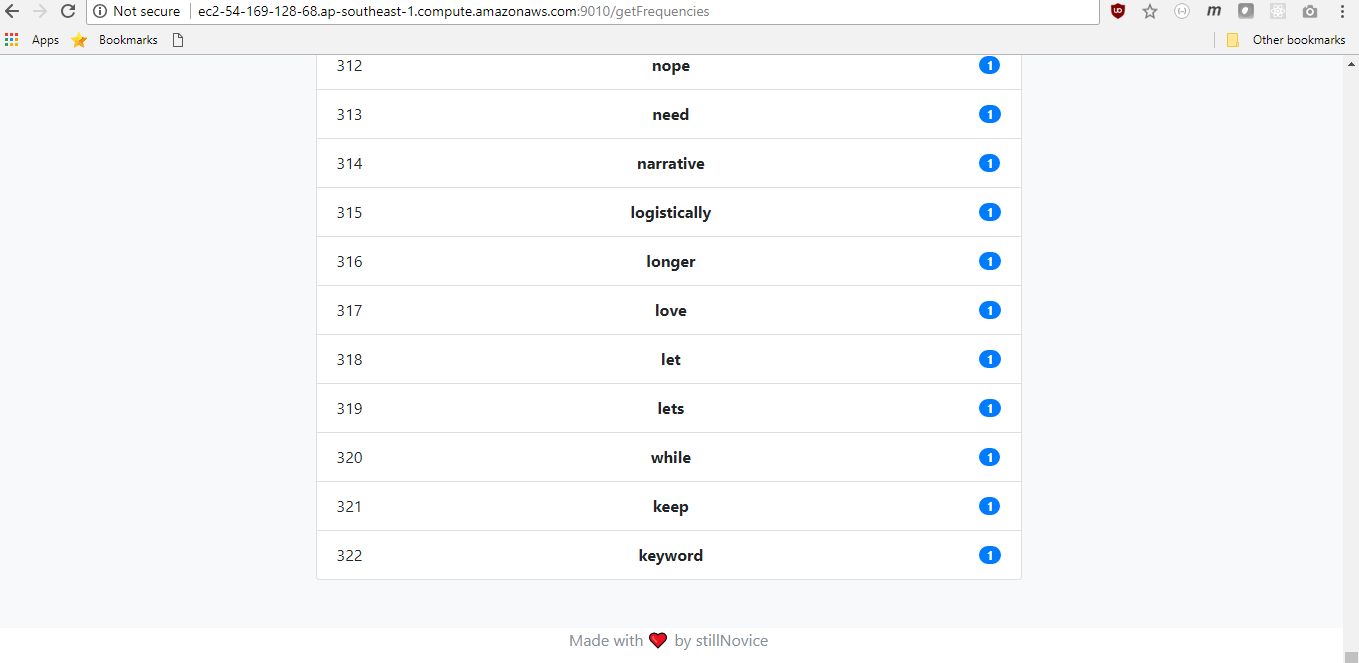 Not secure ec2-54-169-128-68.ap-southeast-1.compute.amazonaws.com:9010/getFrequencies
Apps Bookmarks Other bookmarks
312 nope 1
313 need 1
314 narrative 1
315 logistically 1
316 longer 1
317 love 1
318 let 1
319 lets 1
320 while 1
321 keep 1
322 keyword 1
Made with ❤ by stillNovice